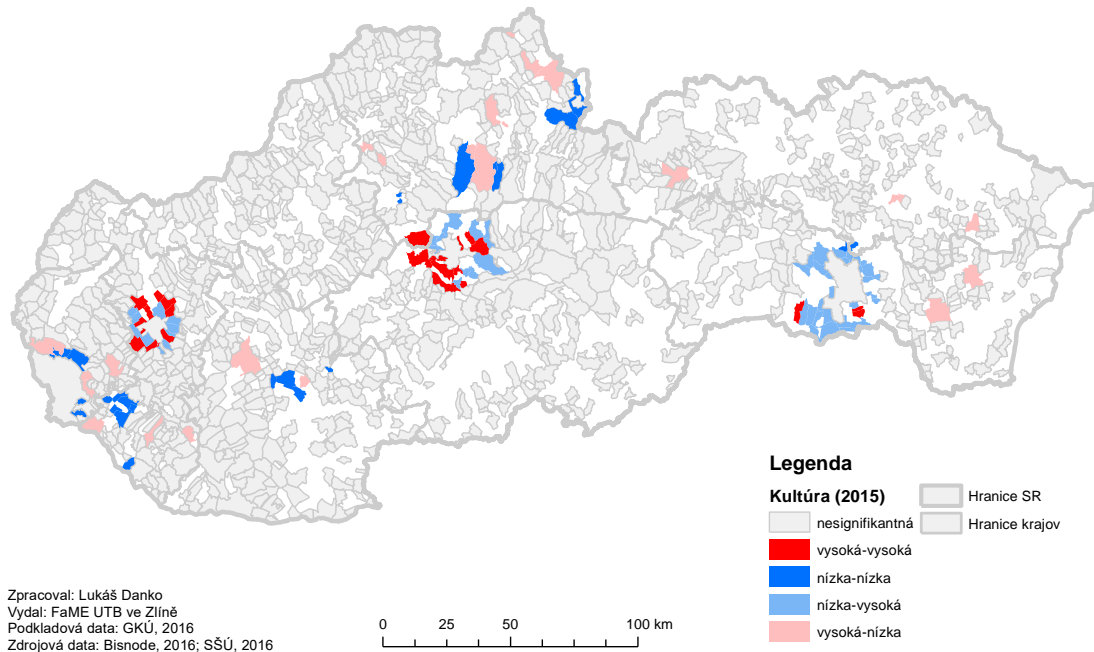 Legenda
Kultúra (2015)
nesignifikantná
vysoká-vysoká
nízka-nízka
nízka-vysoká
vysoká-nízka
Hranice SR
Hranice krajov
Zpracoval: Lukáš Danko
Vydal: FaME UTB ve Zlíně
Podkladová data: GKÚ, 2016
Zdrojová data: Bisnode, 2016; SŠÚ, 2016
0 25 50 100 km